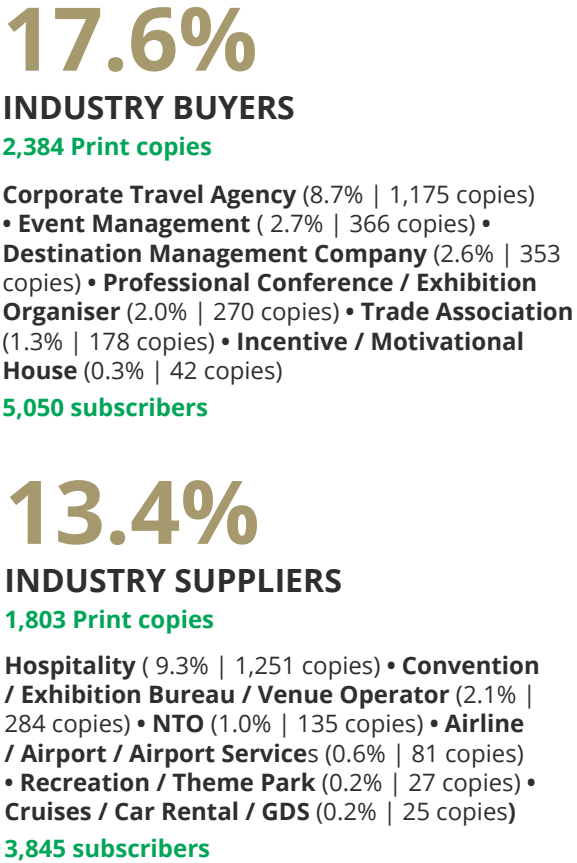 17.6%
INDUSTRY BUYERS
2,384 Print copies
Corporate Travel Agency (8.7% | 1,175 copies)
• Event Management ( 2.7% | 366 copies) •
Destination Management Company (2.6% | 353
copies) • Professional Conference / Exhibition
Organiser (2.0% | 270 copies) • Trade Association
(1.3% | 178 copies) • Incentive / Motivational
House (0.3% | 42 copies)
5,050 subscribers
13.4%
INDUSTRY SUPPLIERS
1,803 Print copies
Hospitality ( 9.3% | 1,251 copies) • Convention
/ Exhibition Bureau / Venue Operator (2.1% |
284 copies) • NTO (1.0% | 135 copies) • Airline
/ Airport / Airport Services (0.6% | 81 copies)
• Recreation / Theme Park (0.2% | 27 copies) •
Cruises / Car Rental / GDS (0.2% | 25 copies)
3,845 subscribers